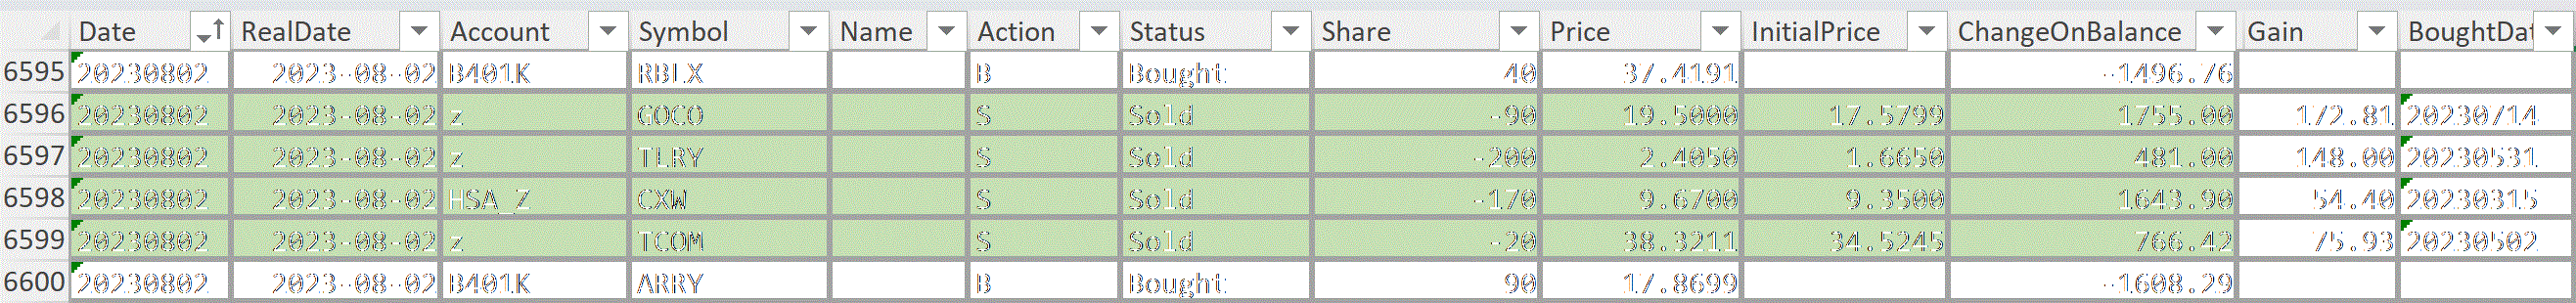 Date RealDate Account Symbol Name Action Status Share Price InitialPrice ChangeOnBalance Gain BoughtDat
6595 20230802 2023-08-02 B401K RBLX B Bought 40 37.4191 -1496.76
6596 20230802 2023-08-02 z GOCO S Sold -90 19.5000 17.5799 1755.00 172.81 20230714
6597 20230802 2023-08-02 z TLRY S Sold -200 2.4050 1.6650 481.00 148.00 20230531
6598 20230802 2023-08-02 HSA_Z CXW S Sold -170 9.6700 9.3500 1643.90 54.40 20230315
6599 20230802 2023-08-02 z TCOM S Sold -20 38.3211 34.5245 766.42 75.93 20230502
6600 20230802 2023-08-02 B401K ARRY B Bought 90 17.8699 -1608.29